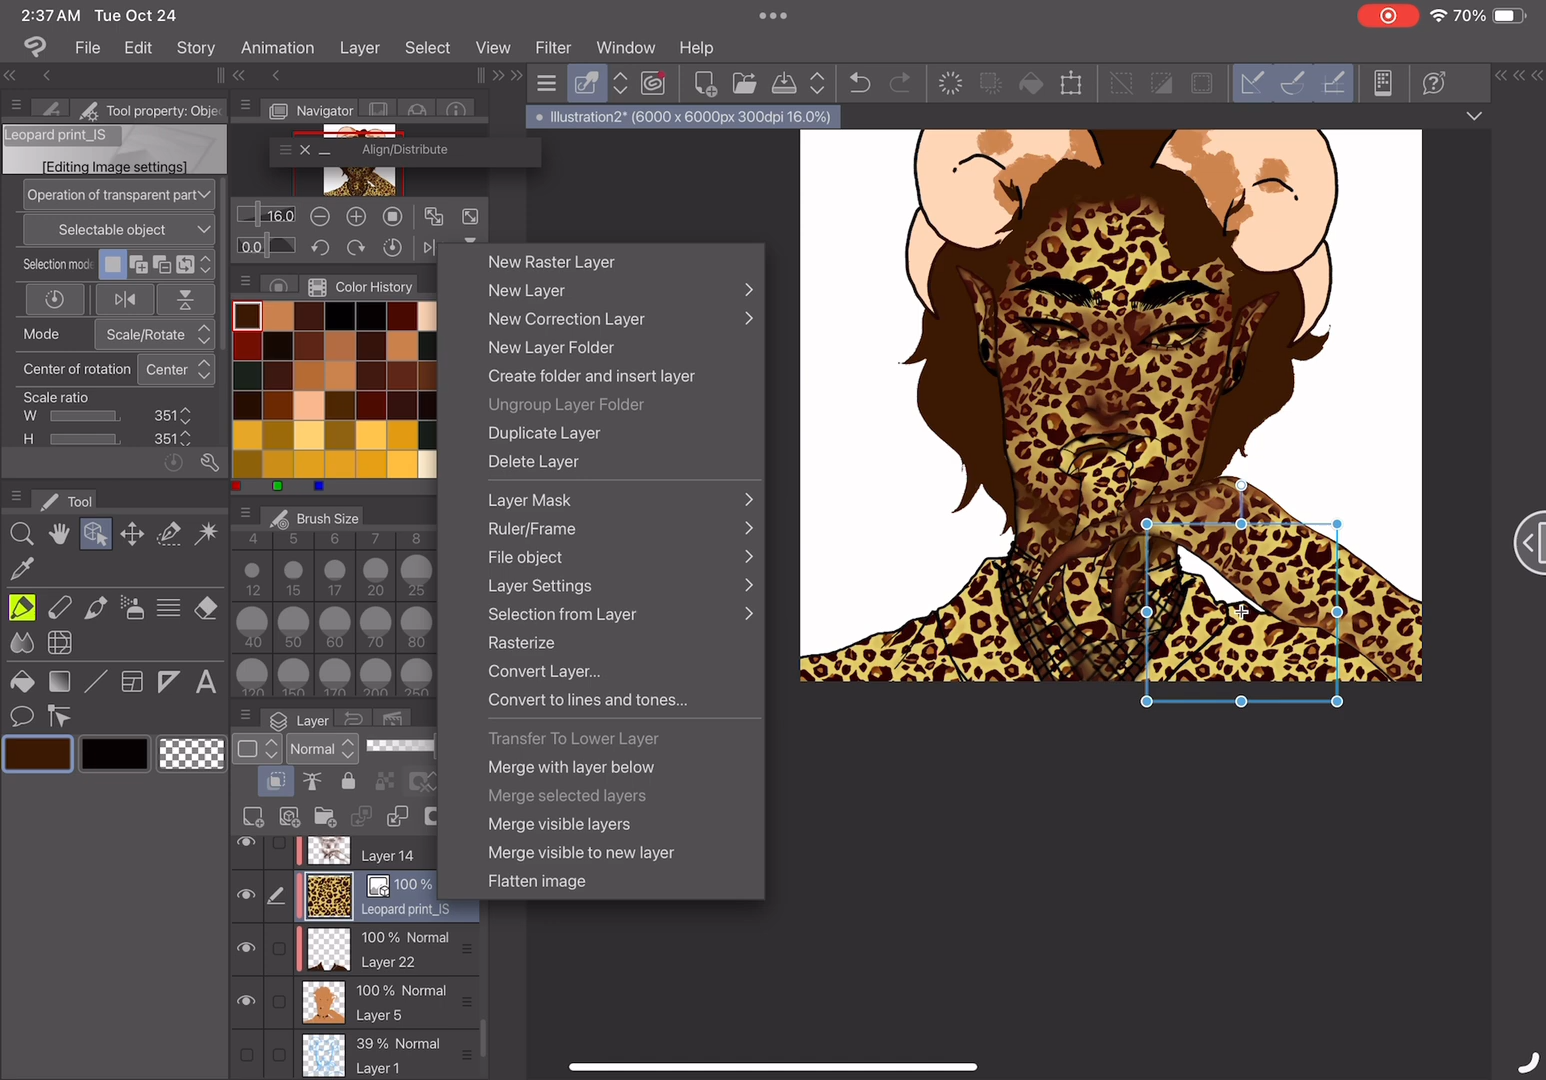 2:37 AM Tue Oct 24
70%
File Edit Story Animation Layer Select View Filter Window Help
Tool property: Objec
Navigator
Leopard print_IS
[Editing Image settings]
Illustration2* (6000 x 6000px 300dpi 16.0%)
Align/Distribute
Operation of transparent part
16.0
Selectable object
0.0
Selection mode
Color History
Mode Scale/Rotate
Center of rotation Center
Scale ratio
W 351
H 351
Tool
Brush Size
4 5 6 7 8
12 15 17 20 25
40 50 60 70 80
120 150 170 200 250
Layer
Normal
Layer 14
100 %
Leopard print_IS
100 % Normal
Layer 22
100 % Normal
Layer 5
39 % Normal
Layer 1
New Raster Layer
New Layer
New Correction Layer
New Layer Folder
Create folder and insert layer
Ungroup Layer Folder
Duplicate Layer
Delete Layer
Layer Mask
Ruler/Frame
File object
Layer Settings
Selection from Layer
Rasterize
Convert Layer...
Convert to lines and tones...
Transfer To Lower Layer
Merge with layer below
Merge selected layers
Merge visible layers
Merge visible to new layer
Flatten image